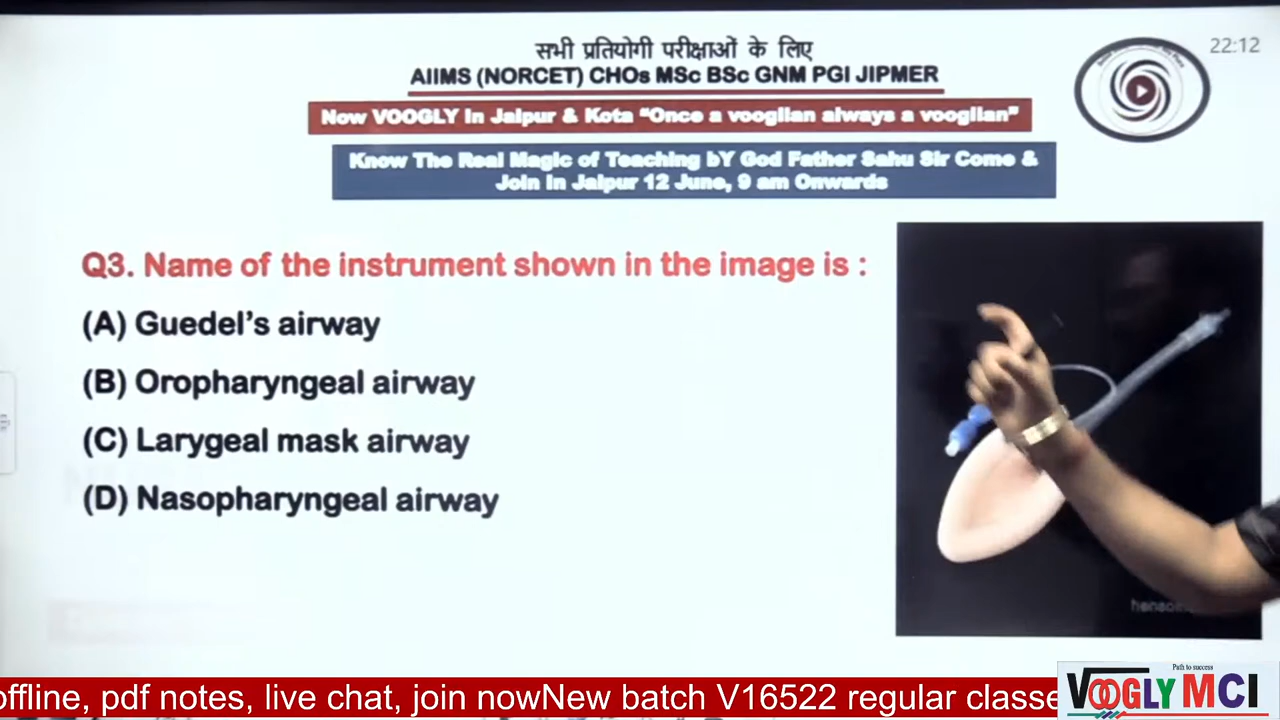 सभी प्रतियोगी परीक्षाओं के लिए
22:12
AIIMS (NORCET) CHOs MSc BSc GNM PGI JIPMER
Now VOOGLY In Jaipur & Kota “Once a vooglian always a vooglian”
Know The Real Magic of Teaching bY God Father Sahu Sir Come &
Join In Jaipur 12 June, 9 am Onwards
Q3. Name of the instrument shown in the image is :
(A) Guedel’s airway
(B) Oropharyngeal airway
(C) Larygeal mask airway
(D) Nasopharyngeal airway
Path to success
VOOGLY MCI
offline, pdf notes, live chat, join nowNew batch V16522 regular classe